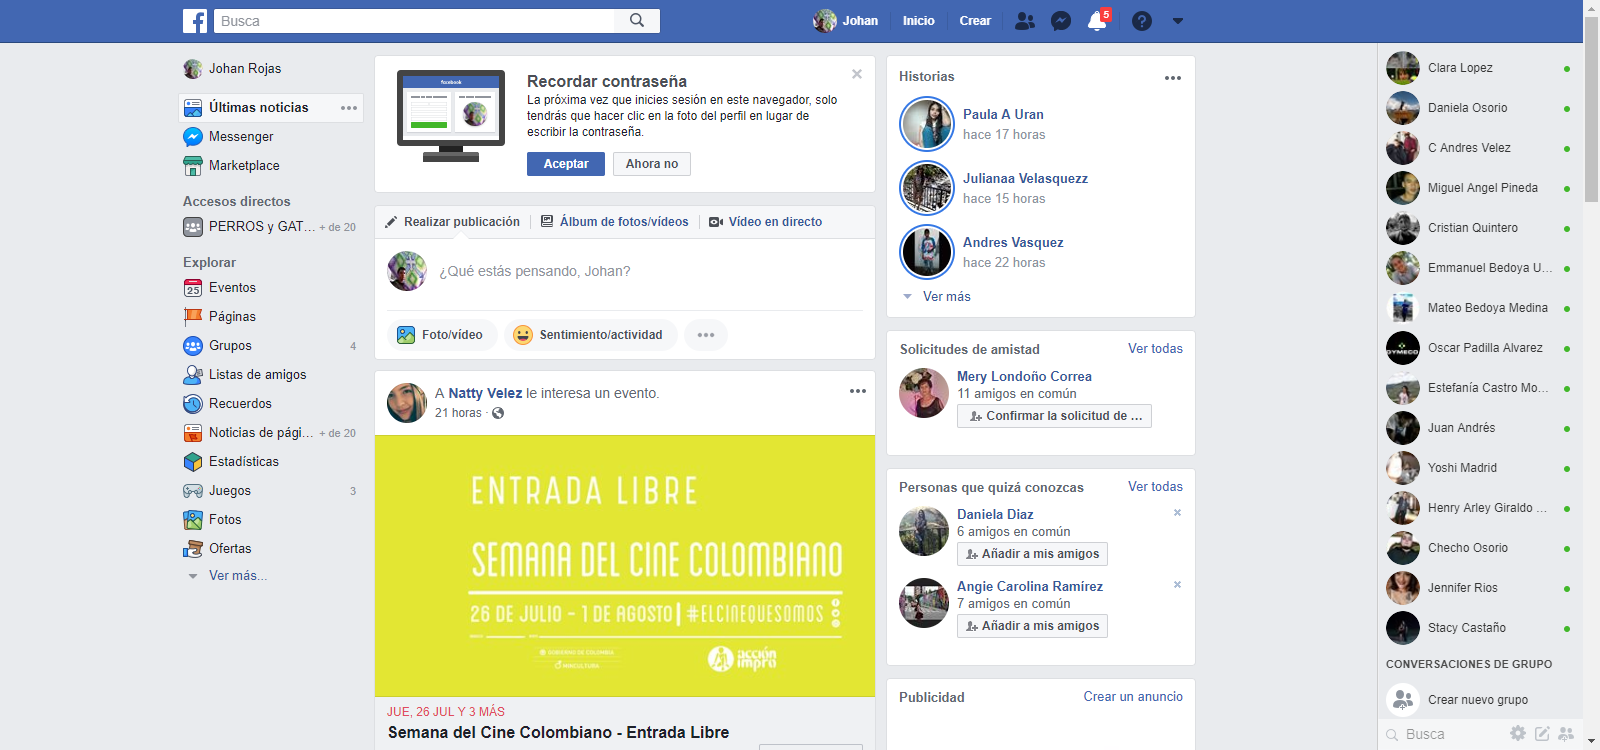 Busca
Johan
Inicio
Crear
5
Johan Rojas
Últimas noticias
Messenger
Marketplace
Accesos directos
PERROS y GAT... + de 20
Explorar
25
Eventos
Páginas
Grupos 4
Listas de amigos
Recuerdos
Noticias de pági... + de 20
Estadísticas
Juegos 3
Fotos
Ofertas
Ver más...
facebook
Recordar contraseña
La próxima vez que inicies sesión en este navegador, solo
tendrás que hacer clic en la foto del perfil en lugar de
escribir la contraseña.
Aceptar
Ahora no
Realizar publicación
Álbum de fotos/vídeos
Vídeo en directo
¿Qué estás pensando, Johan?
Foto/vídeo
Sentimiento/actividad
A Natty Velez le interesa un evento.
21 horas ·
ENTRADA LIBRE
SEMANA DEL CINE COLOMBIANO
26 DE JULIO - 1 DE AGOSTO | #ELCINEQUESOMOS
GOBIERNO DE COLOMBIA
MINCULTURA
acción
impro
JUE, 26 JUL Y 3 MÁS
Semana del Cine Colombiano - Entrada Libre
Historias
Paula A Uran
hace 17 horas
Julianaa Velasquezz
hace 15 horas
Andres Vasquez
hace 22 horas
Ver más
Solicitudes de amistad
Ver todas
Mery Londoño Correa
11 amigos en común
Confirmar la solicitud de ...
Personas que quizá conozcas
Ver todas
Daniela Diaz
6 amigos en común
Añadir a mis amigos
Angie Carolina Ramírez
7 amigos en común
Añadir a mis amigos
Publicidad
Crear un anuncio
Clara Lopez
Daniela Osorio
C Andres Velez
Miguel Angel Pineda
Cristian Quintero
Emmanuel Bedoya U...
Mateo Bedoya Medina
Oscar Padilla Alvarez
DYMECO
Estefanía Castro Mo...
Juan Andrés
Yoshi Madrid
Henry Arley Giraldo ...
Checho Osorio
Jennifer Rios
Stacy Castaño
CONVERSACIONES DE GRUPO
Crear nuevo grupo
Busca